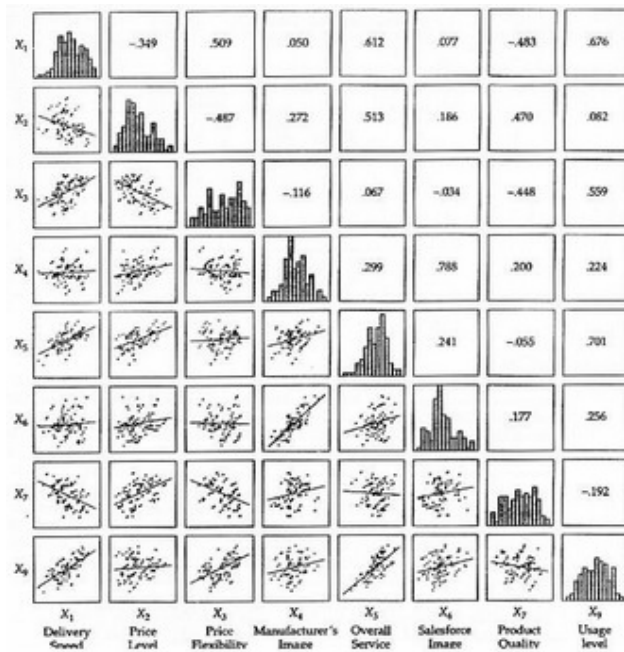 X1 -.349 .509 .050 .612 .077 -.483 .676
X2 -.487 .272 .513 .186 .470 .082
X3 -.116 .067 -.034 -.448 .559
X4 .299 .788 .200 .224
X5 .241 -.055 .701
X6 .177 .256
X7 -.192
X9
X1 X2 X3 X4 X5 X6 X7 X9
Delivery Price Price Manufacturer's Overall Salesforce Product Usage
Speed Level Flexibility Image Service Image Quality level